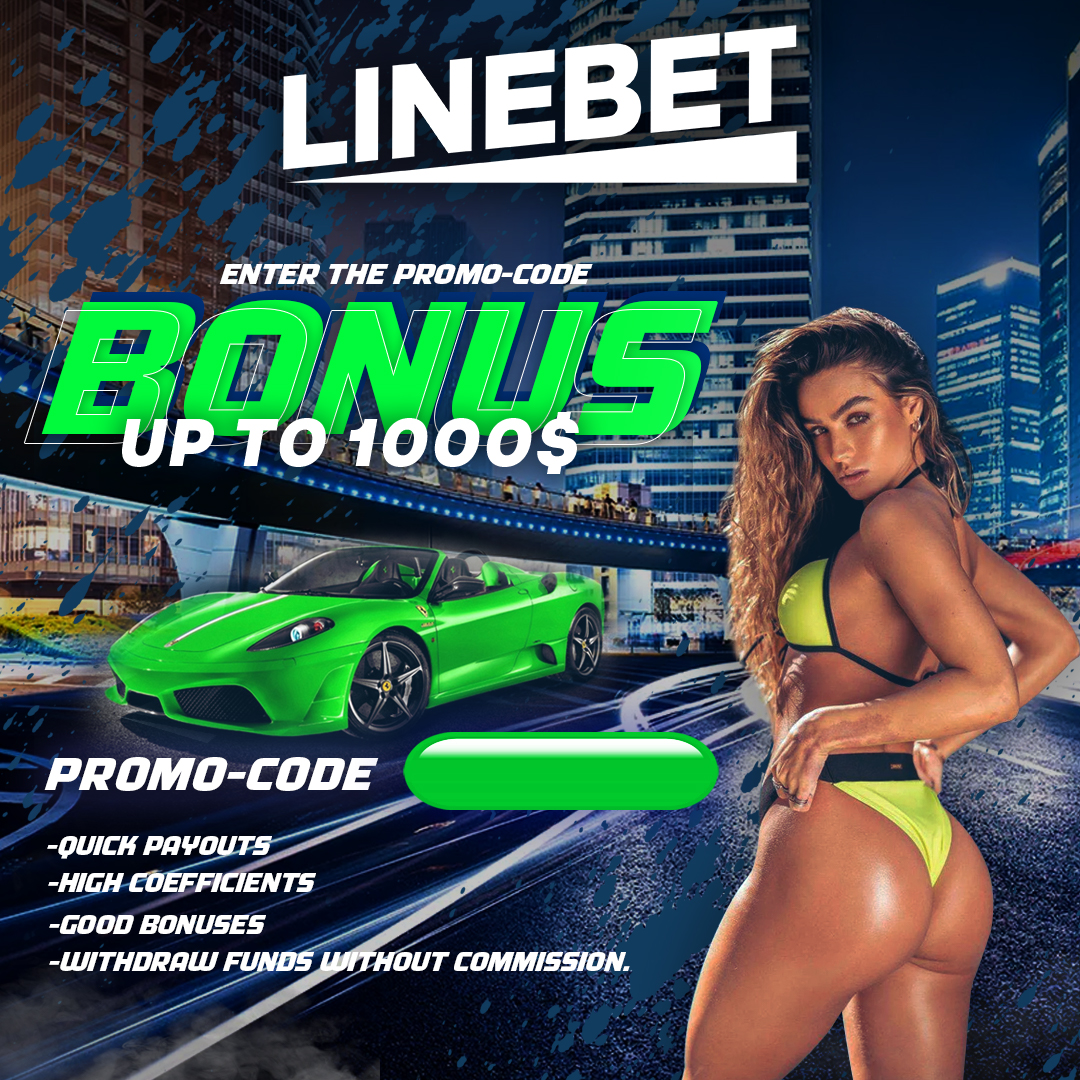 LINEBET
ENTER THE PROMO-CODE
BONUS
UP TO 1000$
PROMO-CODE
-QUICK PAYOUTS
-HIGH COEFFICIENTS
-GOOD BONUSES
-WITHDRAW FUNDS WITHOUT COMMISSION.